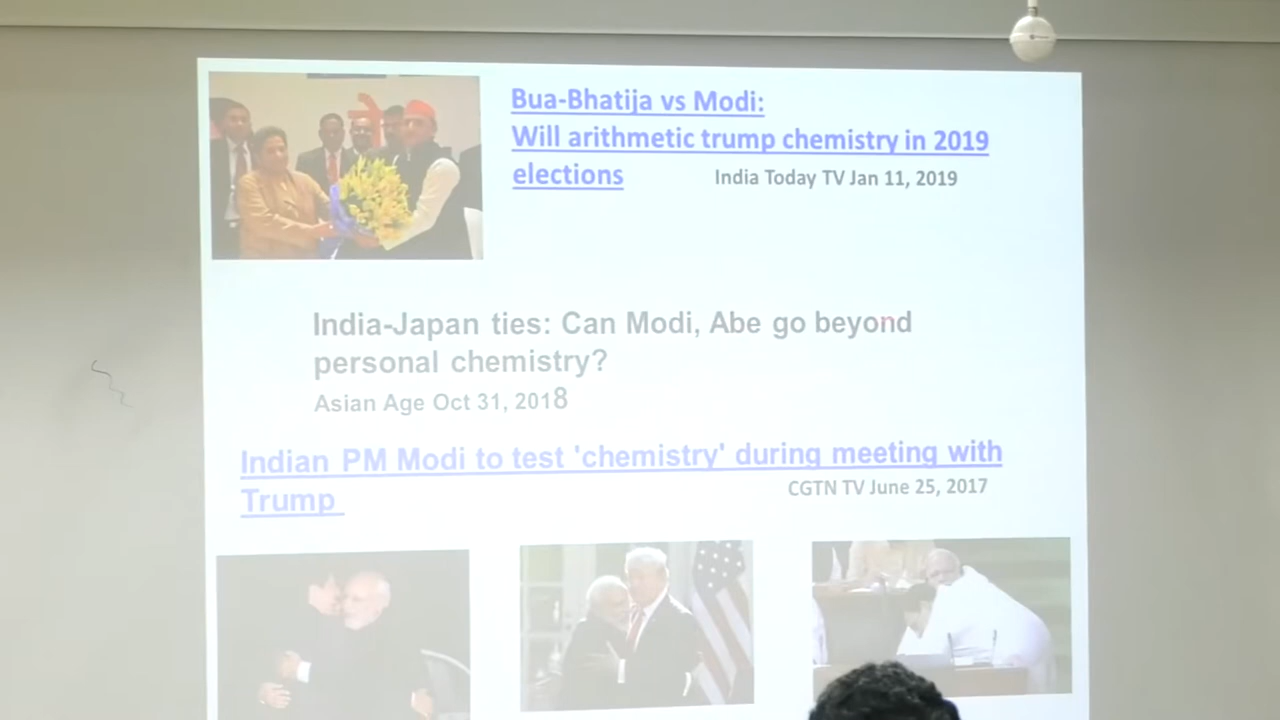 Bua-Bhatija vs Modi:
Will arithmetic trump chemistry in 2019
elections India Today TV Jan 11, 2019
India-Japan ties: Can Modi, Abe go beyond
personal chemistry?
Asian Age Oct 31, 2018
Indian PM Modi to test 'chemistry' during meeting with
Trump CGTN TV June 25, 2017